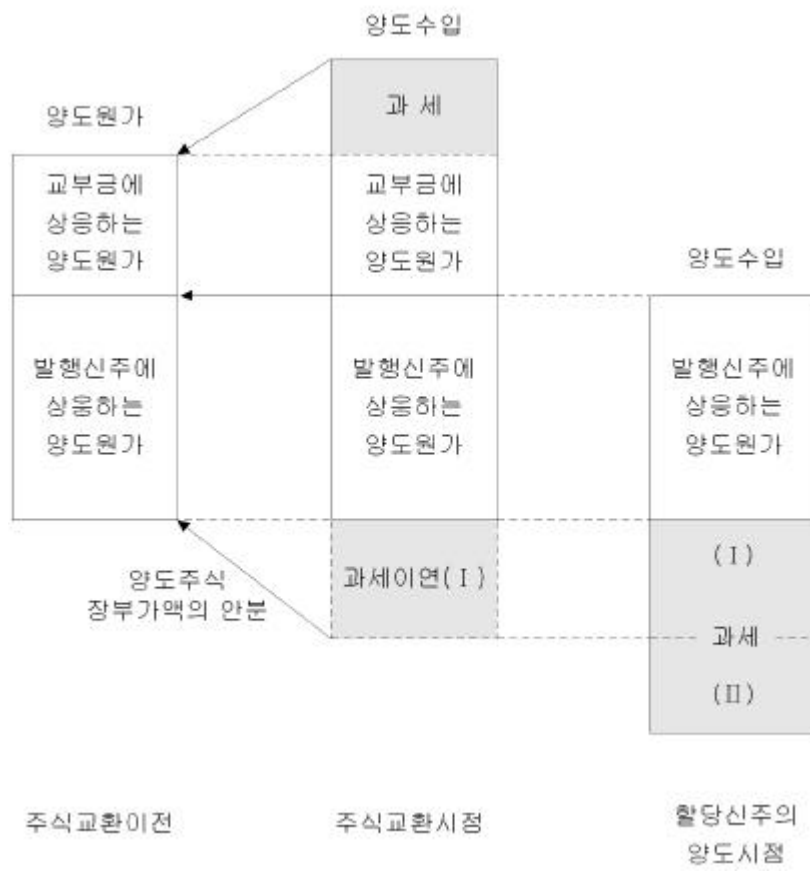 양도수입
과 세
양도원가
교부금에
상응하는
양도원가
교부금에
상응하는
양도원가
양도수입
발행신주에
상웅하는
양도원가
발행신주에
상응하는
양도원가
발행신주에
상응하는
양도원가
양도주식
장부가액의 안분
과세이연(Ⅰ)
(Ⅰ)
과세
(Ⅱ)
주식교환이전
주식교환시점
할당신주의
양도시점